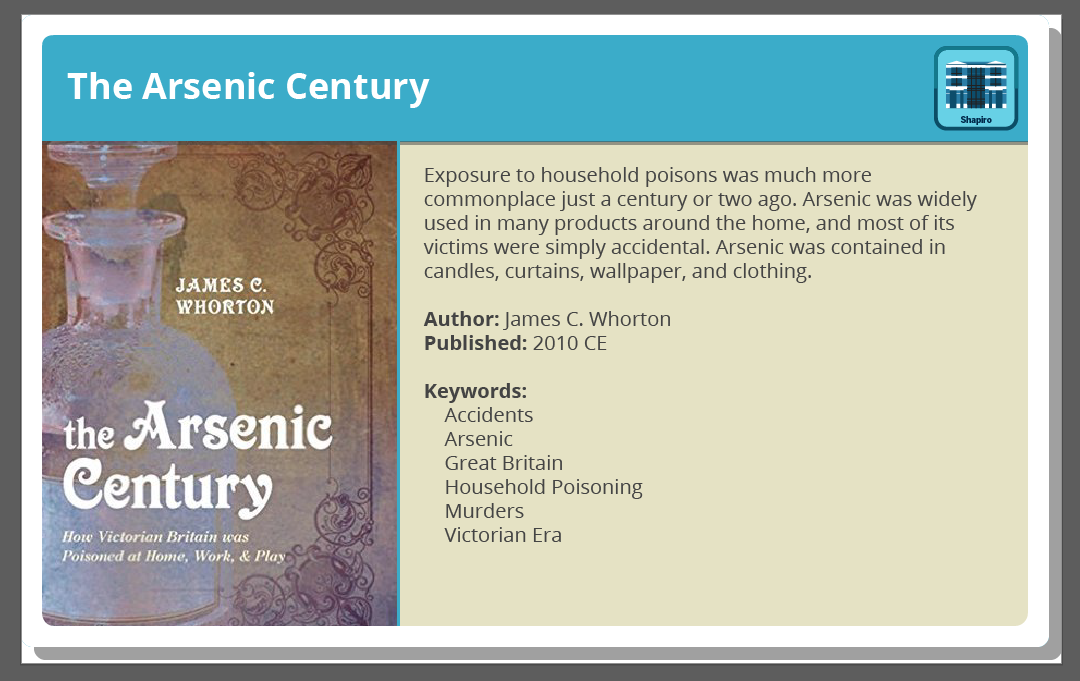 The Arsenic Century
Shapiro
JAMES C.
WHORTON
the Arsenic
Century
How Victorian Britain was
Poisoned at Home, Work, & Play
Exposure to household poisons was much more
commonplace just a century or two ago. Arsenic was widely
used in many products around the home, and most of its
victims were simply accidental. Arsenic was contained in
candles, curtains, wallpaper, and clothing.
Author: James C. Whorton
Published: 2010 CE
Keywords:
Accidents
Arsenic
Great Britain
Household Poisoning
Murders
Victorian Era